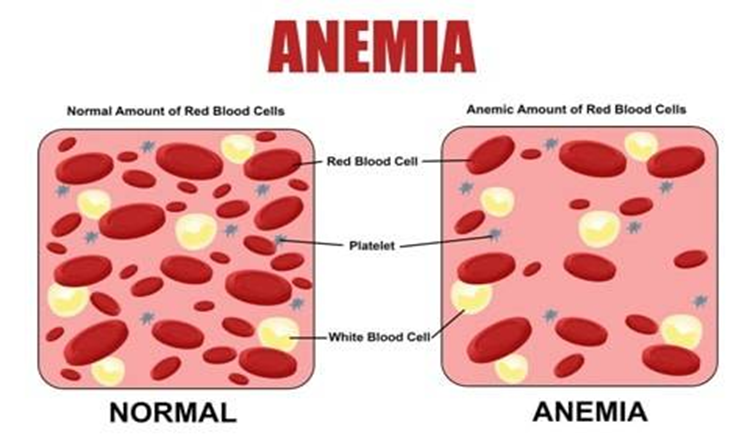 ANEMIA
Normal Amount of Red Blood Cells
Anemic Amount of Red Blood Cells
Red Blood Cell
Platelet
White Blood Cell
NORMAL
ANEMIA